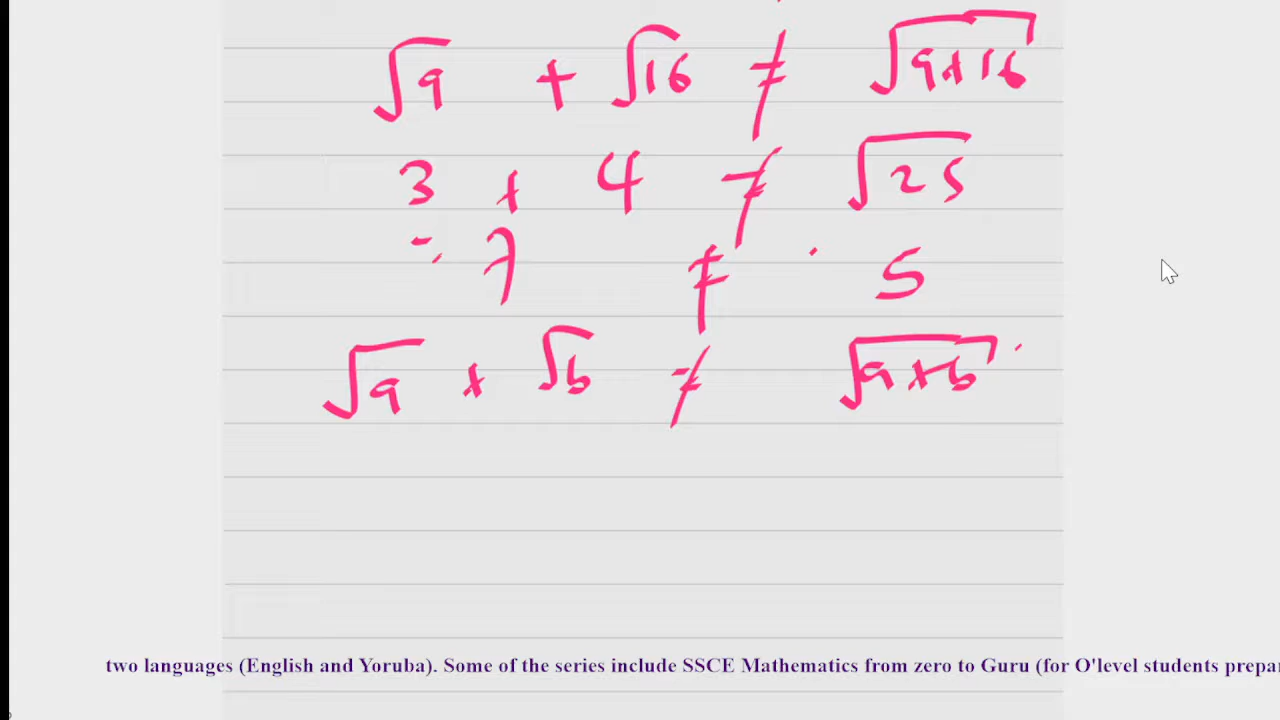 √9 + √16 ≠ √9+16
3 + 4 ≠ √25
= 7 ≠ 5
√9 + √b ≠ √9+b
two languages (English and Yoruba). Some of the series include SSCE Mathematics from zero to Guru (for O'level students prepar